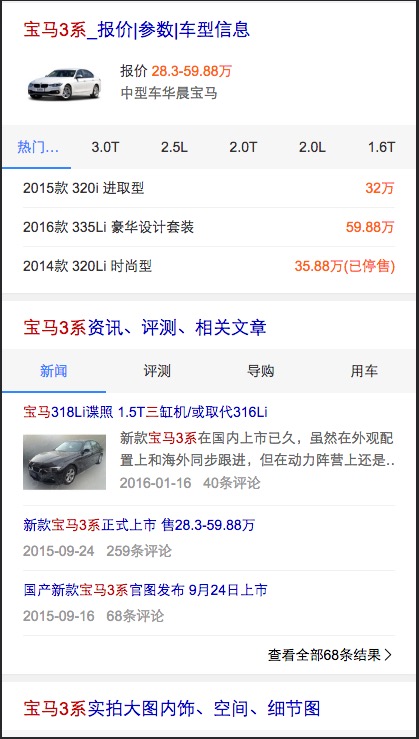 宝马3系_报价|参数|车型信息
报价 28.3-59.88万
中型车华晨宝马
热门... 3.0T 2.5L 2.0T 2.0L 1.6T
2015款 320i 进取型 32万
2016款 335Li 豪华设计套装 59.88万
2014款 320Li 时尚型 35.88万(已停售)
宝马3系资讯、评测、相关文章
新闻 评测 导购 用车
宝马318Li谍照 1.5T三缸机/或取代316Li
新款宝马3系在国内上市已久，虽然在外观配
置上和海外同步跟进，但在动力阵营上还是..
2016-01-16 40条评论
新款宝马3系正式上市 售28.3-59.88万
2015-09-24 259条评论
国产新款宝马3系官图发布 9月24日上市
2015-09-16 68条评论
查看全部68条结果 >
宝马3系实拍大图内饰、空间、细节图